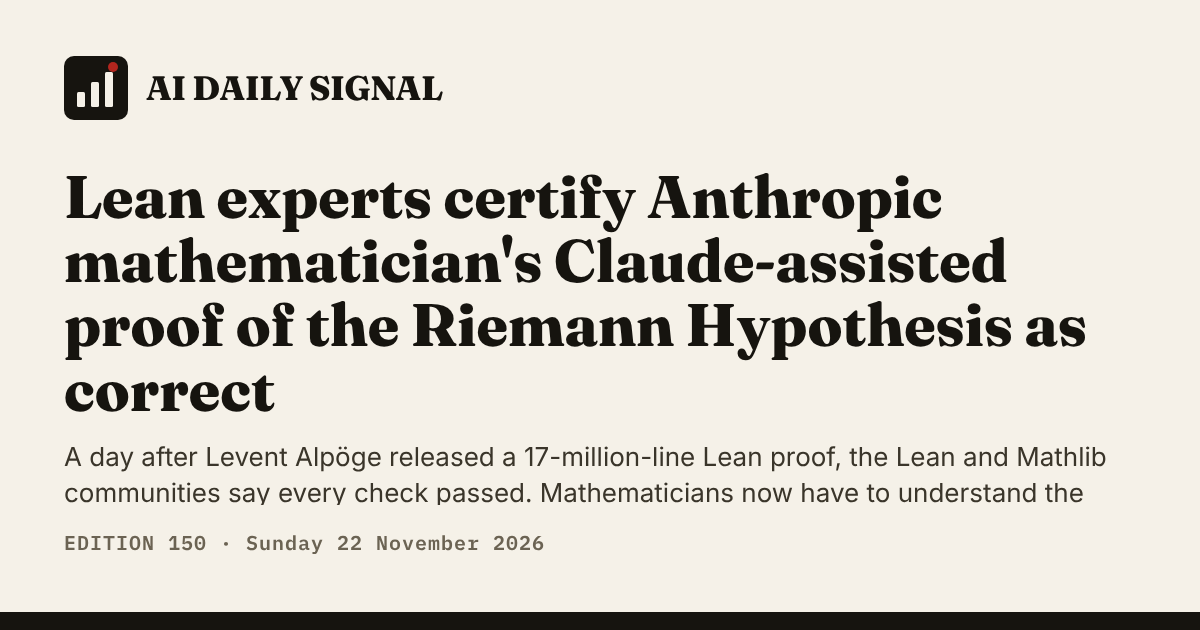 AI DAILY SIGNAL
Lean experts certify Anthropic
mathematician's Claude-assisted
proof of the Riemann Hypothesis as
correct
A day after Levent Alpöge released a 17-million-line Lean proof, the Lean and Mathlib
communities say every check passed. Mathematicians now have to understand the
EDITION 150 · Sunday 22 November 2026